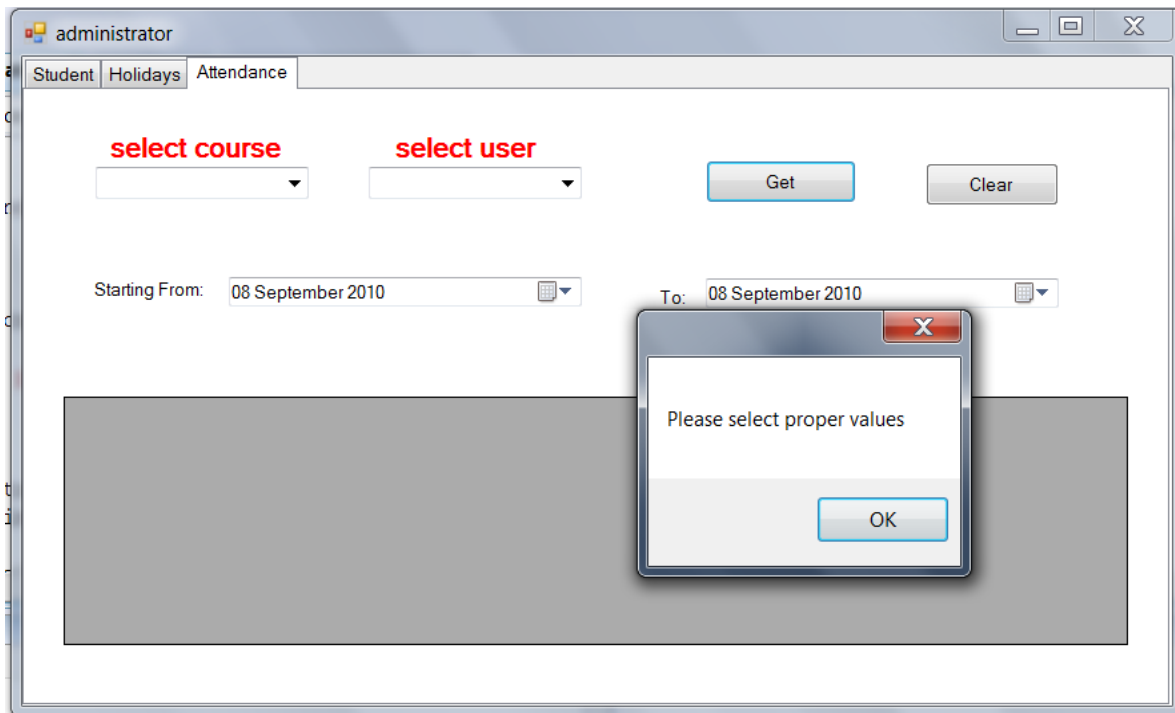 administrator
Student Holidays Attendance
select course select user
Get Clear
Starting From: 08 September 2010 To: 08 September 2010
Please select proper values
OK